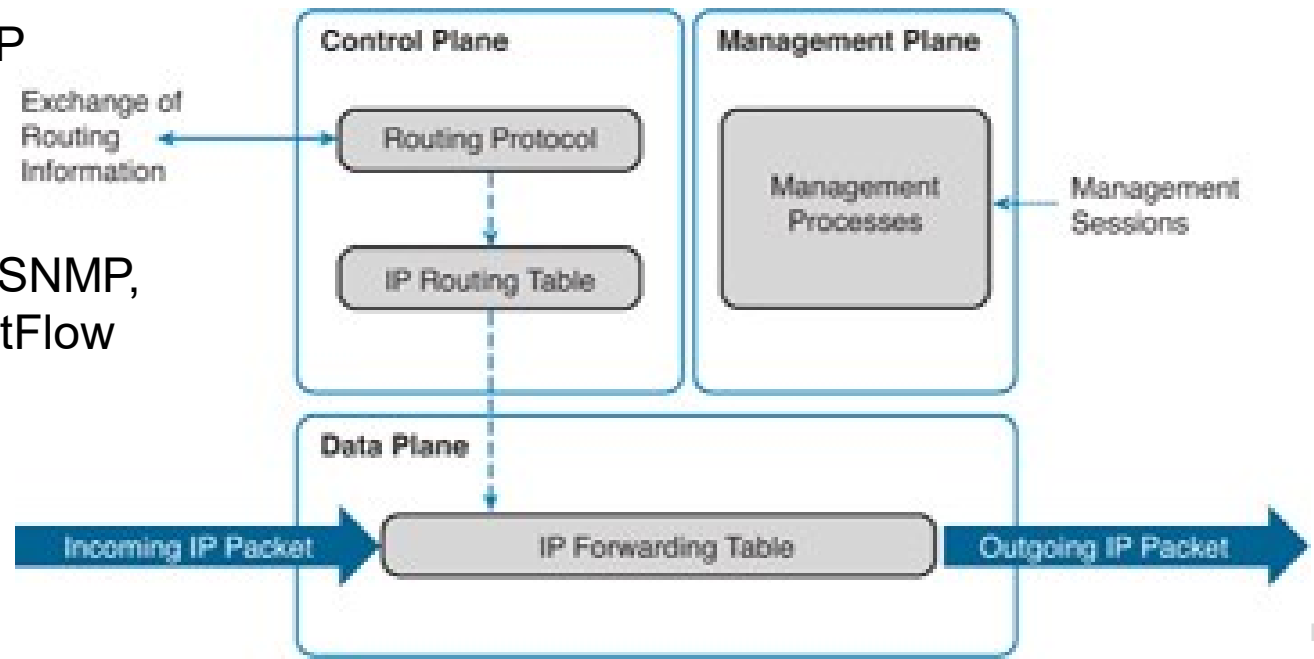 P
Control Plane
Management Plane
Exchange of
Routing
Information
Routing Protocol
Management
Processes
Management
Sessions
SNMP,
tFlow
IP Routing Table
Data Plane
Incoming IP Packet
IP Forwarding Table
Outgoing IP Packet